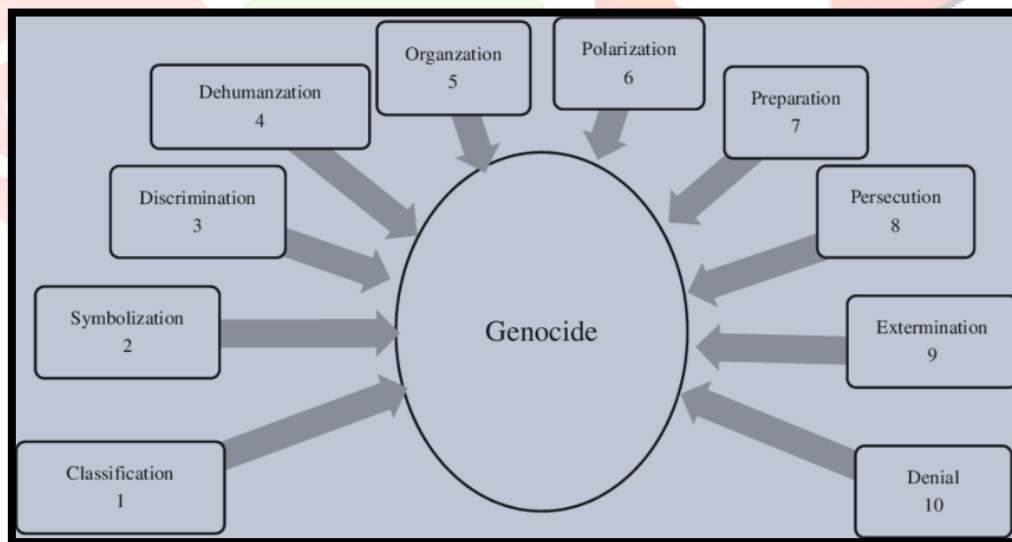 Classification
1
Symbolization
2
Discrimination
3
Dehumanzation
4
Organzation
5
Polarization
6
Preparation
7
Persecution
8
Extermination
9
Denial
10
Genocide